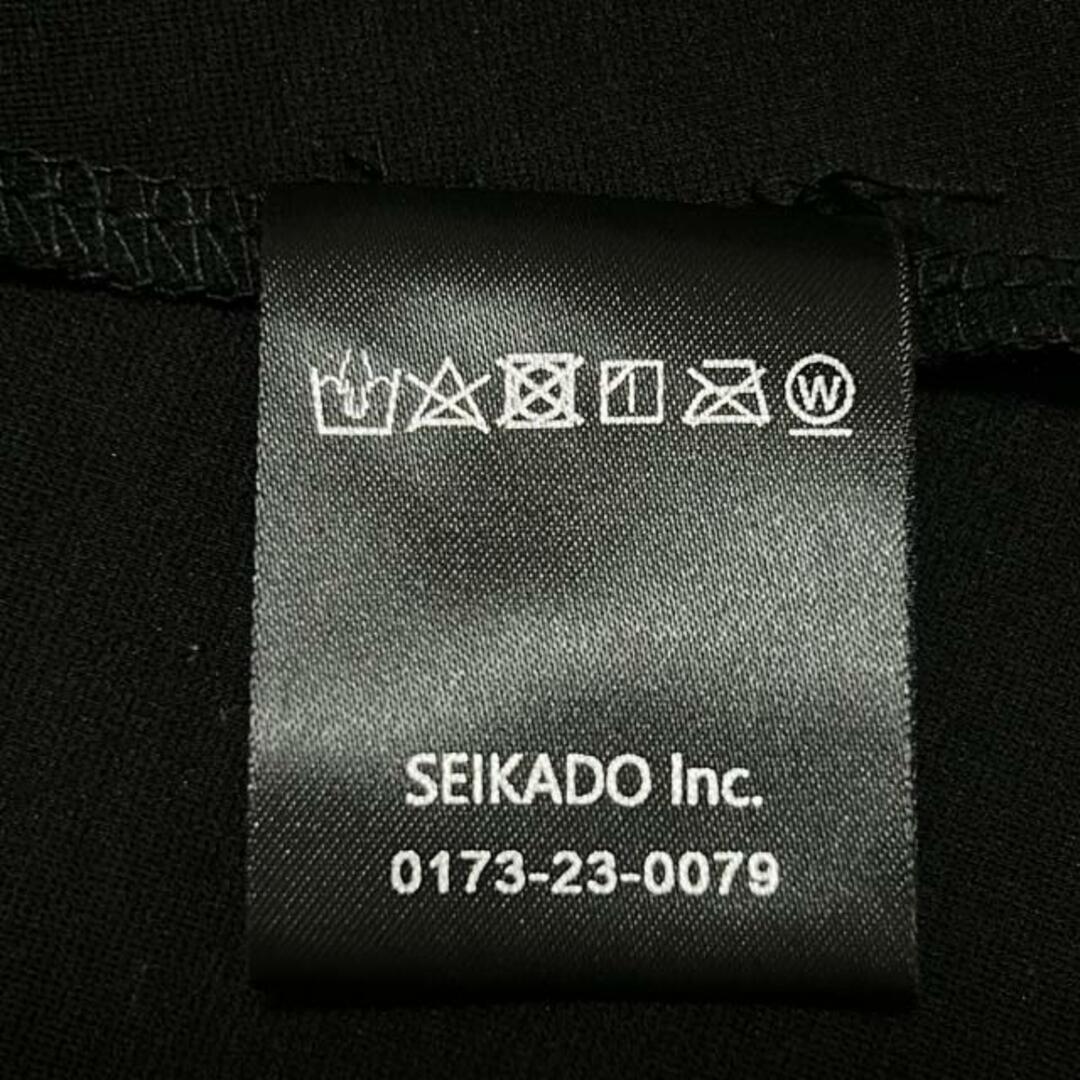 W
SEIKADO Inc.
0173-23-0079